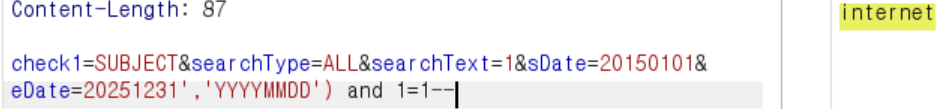 Content-Length: 87
internet
check1=SUBJECT&searchType=ALL&searchText=1&sDate=20150101&
eDate=20251231','YYYYMMDD') and 1=1--